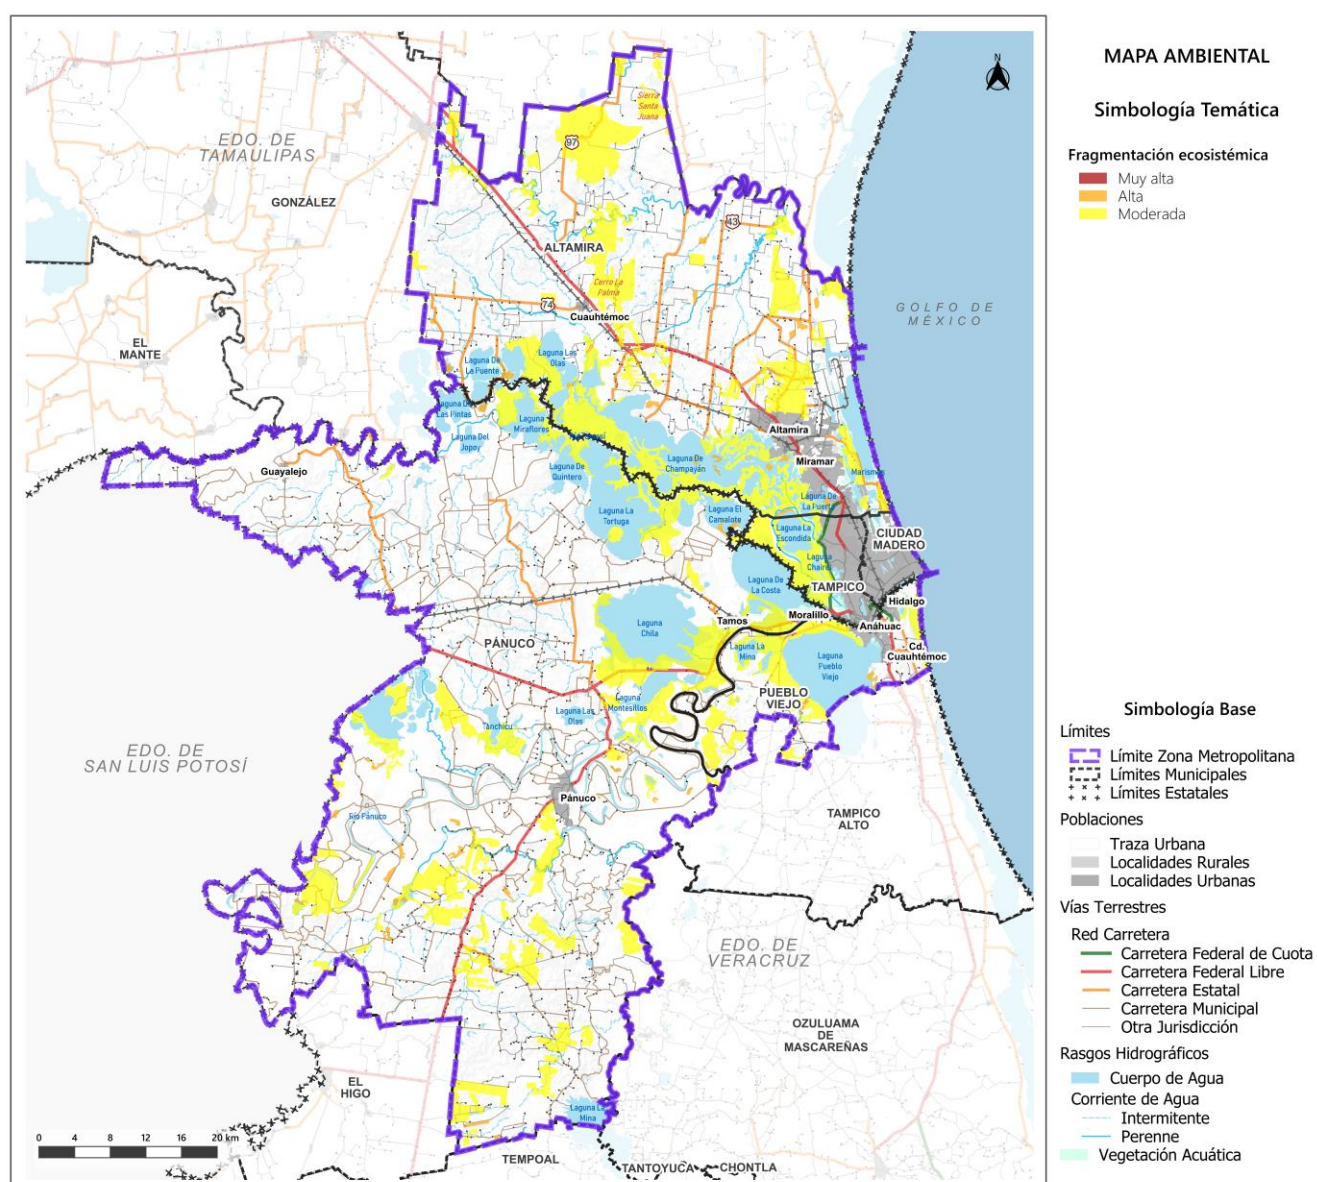 MAPA AMBIENTAL
Simbología Temática
Fragmentación ecosistémica
Muy alta
Alta
Moderada
N
Sierra
Santa
Juana
97
EDO. DE
TAMAULIPAS
GONZÁLEZ
43
ALTAMIRA
Cerro La
Palma
74
Cuauhtémoc
GOLFO DE
MÉXICO
EL
MANTE
Laguna De
La Fuente
Laguna Las
Olas
Las Pintas
Laguna
Miraflores
Laguna Del
Jopoy
Altamira
Guayalejo
Laguna De
Quintero
Laguna De
Champayán
Miramar
Laguna La
Tortuga
Laguna El
Camalote
Laguna De
La Puerta
Laguna La
Escondida
CIUDAD
MADERO
Laguna
Chairel
Laguna De
La Costa
TAMPICO
Hidalgo
Moralillo
Anáhuac
Tamos
Laguna
Chila
PÁNUCO
Laguna La
Mina
Laguna
Pueblo
Viejo
Cd.
Cuauhtémoc
PUEBLO
VIEJO
Laguna
Montesillos
Laguna Las
Olas
Anchicu
EDO. DE
SAN LUIS POTOSÍ
Pánuco
Río Pánuco
TAMPICO
ALTO
EDO. DE
VERACRUZ
OZULUAMA
DE
MASCAREÑAS
EL
HIGO
Laguna La
Mina
0 4 8 12 16 20 km
TEMPOAL
TANTOYUCA
CHONTLA
Simbología Base
Límites
Límite Zona Metropolitana
Límites Municipales
Límites Estatales
Poblaciones
Traza Urbana
Localidades Rurales
Localidades Urbanas
Vías Terrestres
Red Carretera
Carretera Federal de Cuota
Carretera Federal Libre
Carretera Estatal
Carretera Municipal
Otra Jurisdicción
Rasgos Hidrográficos
Cuerpo de Agua
Corriente de Agua
Intermitente
Perenne
Vegetación Acuática